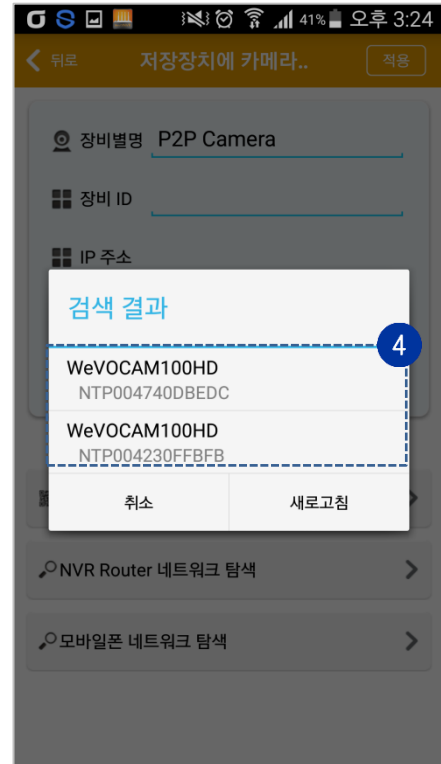 41% 오후 3:24
뒤로 저장장치에 카메라.. 적용
장비별명 P2P Camera
장비 ID
IP 주소
검색 결과
4
WeVOCAM100HD
NTP004740DBEDC
WeVOCAM100HD
NTP004230FFBFB
취소 새로고침
NVR Router 네트워크 탐색
모바일폰 네트워크 탐색